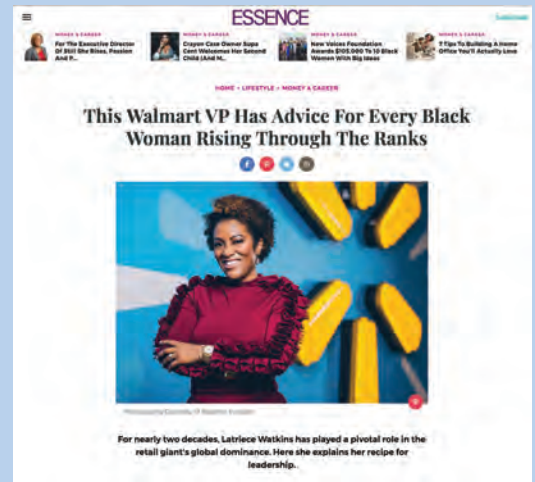 ESSENCE
MONEY & CAREER
For The Executive Director
Of Still She Rises, Passion
And P...
MONEY & CAREER
Crayon Case Owner Supa
Cent Welcomes Her Second
Child (And M...
MONEY & CAREER
New Voices Foundation
Awards $105,000 To 10 Black
Women With Big Ideas
MONEY & CAREER
7 Tips To Building A Home
Office You'll Actually Love
HOME · LIFESTYLE · MONEY & CAREER
This Walmart VP Has Advice For Every Black
Woman Rising Through The Ranks
For nearly two decades, Latriece Watkins has played a pivotal role in the
retail giant's global dominance. Here she explains her recipe for
leadership.